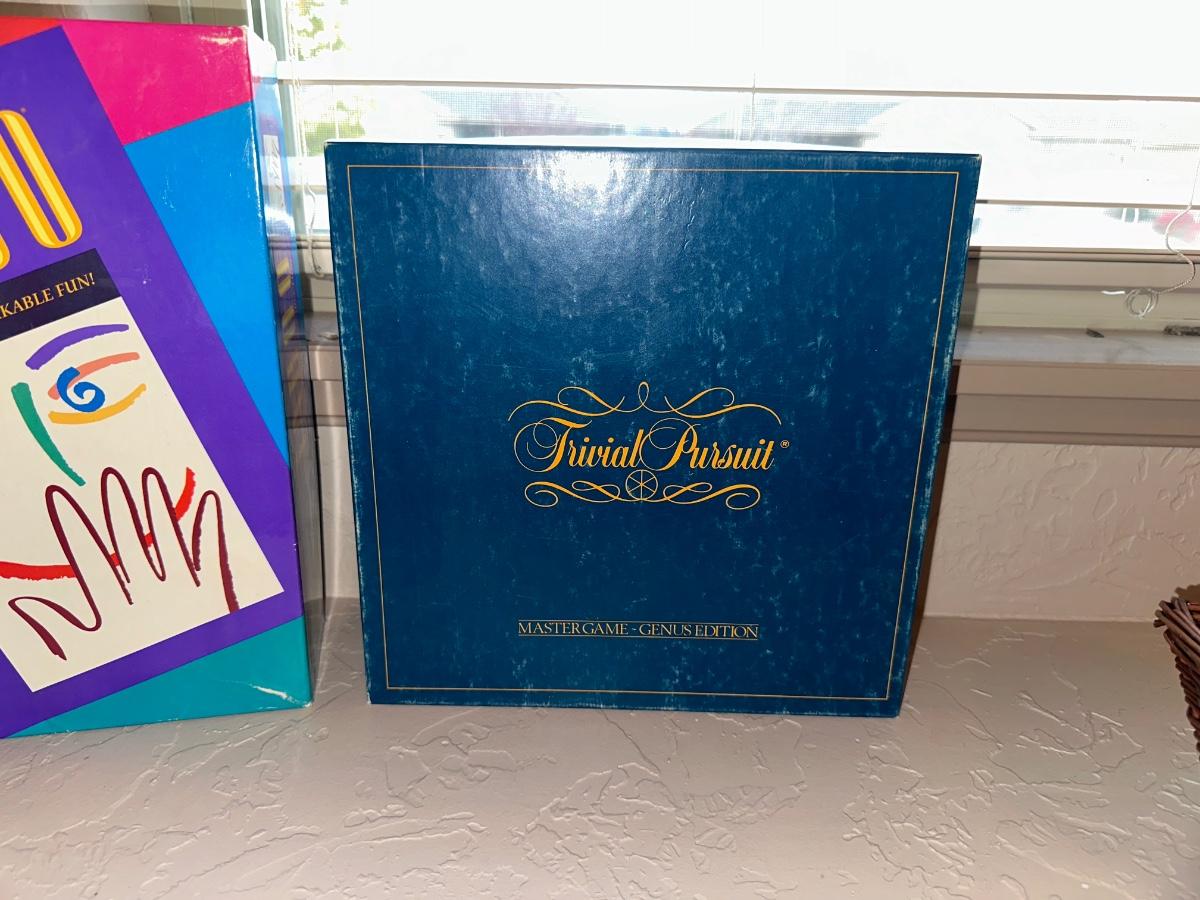 KABLE FUN!
Trivial Pursuit®
MASTER GAME - GENUS EDITION